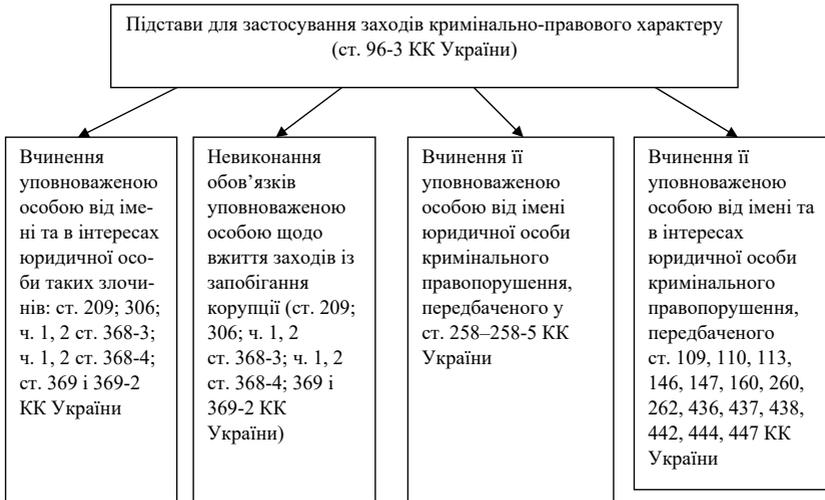 Підстави для застосування заходів кримінально-правового характеру
(ст. 96-3 КК України)
Вчинення
уповноваженою
особою від іме-
ні та в інтересах
юридичної осо-
би таких злочи-
нів: ст. 209; 306;
ч. 1, 2 ст. 368-3;
ч. 1, 2 ст. 368-4;
ст. 369 і 369-2
КК України
Невиконання
обов’язків
уповноваженою
особою щодо
вжиття заходів із
запобігання
корупції (ст. 209;
306; ч. 1, 2
ст. 368-3; ч. 1, 2
ст. 368-4; 369 і
369-2 КК
України)
Вчинення її
уповноваженою
особою від імені
юридичної особи
кримінального
правопорушення,
передбаченого у
ст. 258–258-5 КК
України
Вчинення її
уповноваженою
особою від імені та
в інтересах
юридичної особи
кримінального
правопорушення,
передбаченого
ст. 109, 110, 113,
146, 147, 160, 260,
262, 436, 437, 438,
442, 444, 447 КК
України